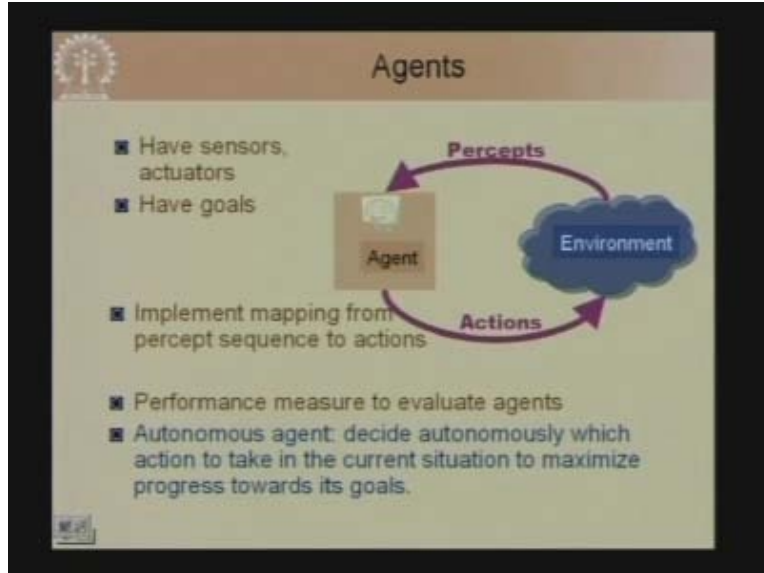 Agents
Have sensors,
actuators
Have goals
Percepts
Agent
Environment
Actions
Implement mapping from
percept sequence to actions
Performance measure to evaluate agents
Autonomous agent: decide autonomously which
action to take in the current situation to maximize
progress towards its goals.